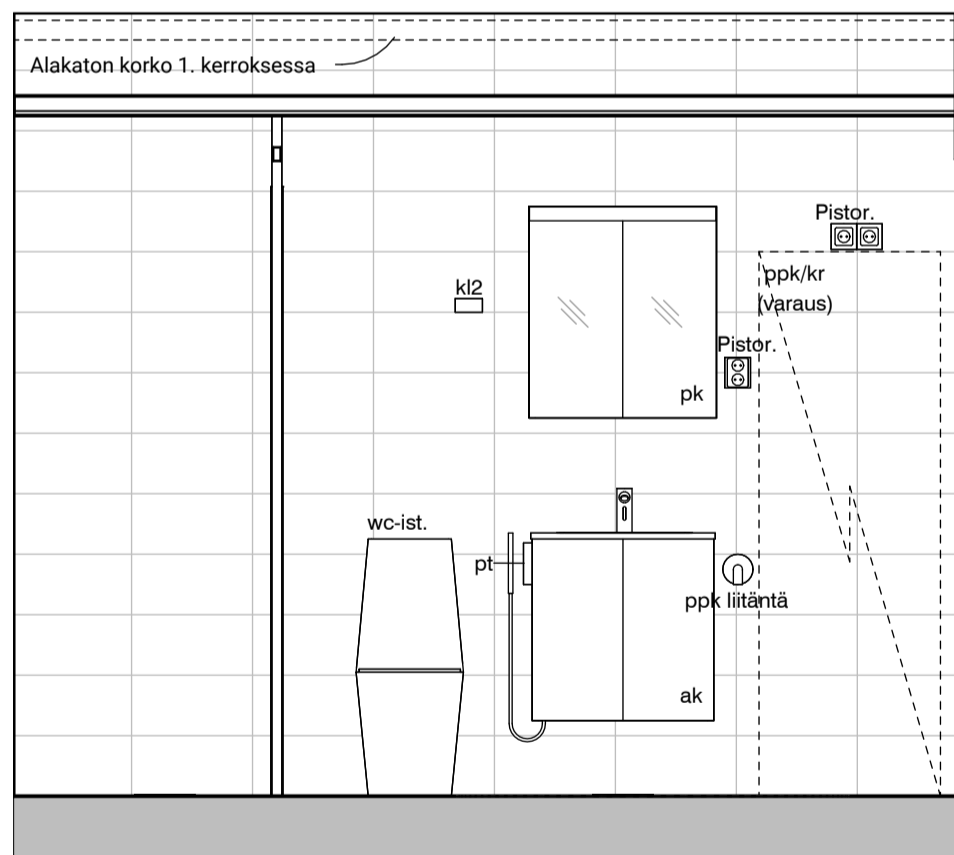 Alakaton korko 1. kerroksessa
Pistor.
ppk/kr
(varaus)
kl2
Pistor.
pk
wc-ist.
pt
ppk liitäntä
ak